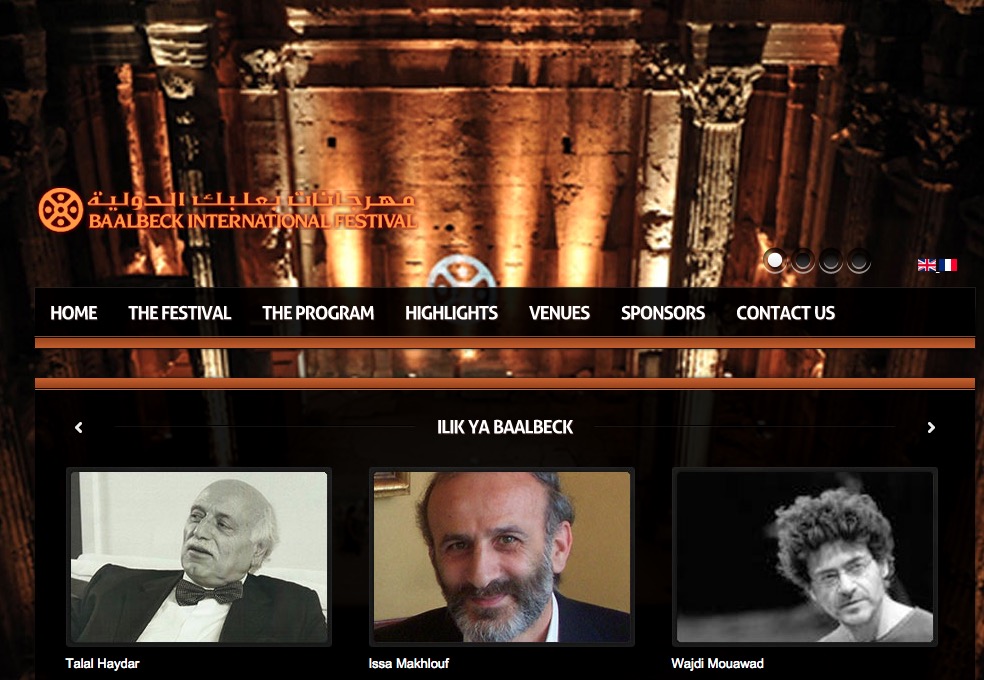 مهرجانات بعلبك الدولية
BAALBECK INTERNATIONAL FESTIVAL
HOME THE FESTIVAL THE PROGRAM HIGHLIGHTS VENUES SPONSORS CONTACT US
ILIK YA BAALBECK
Talal Haydar Issa Makhlouf Wajdi Mouawad